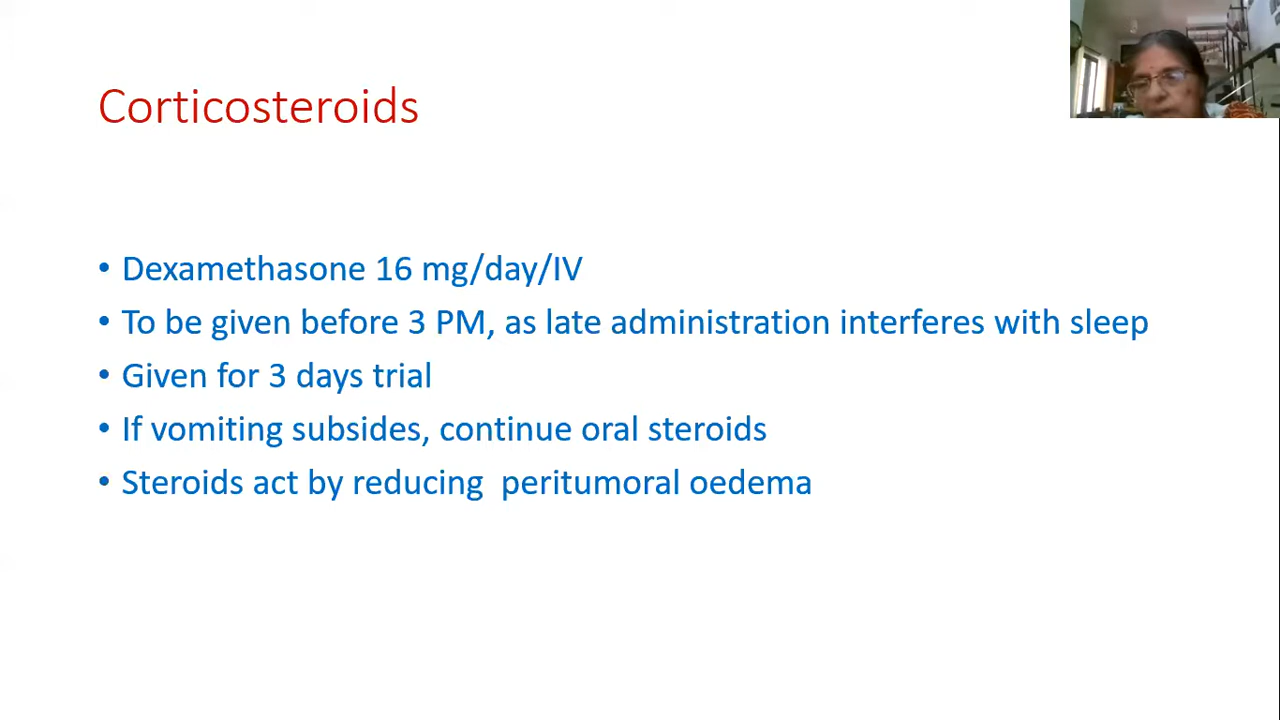 Corticosteroids
• Dexamethasone 16 mg/day/IV
• To be given before 3 PM, as late administration interferes with sleep
• Given for 3 days trial
• If vomiting subsides, continue oral steroids
• Steroids act by reducing  peritumoral oedema